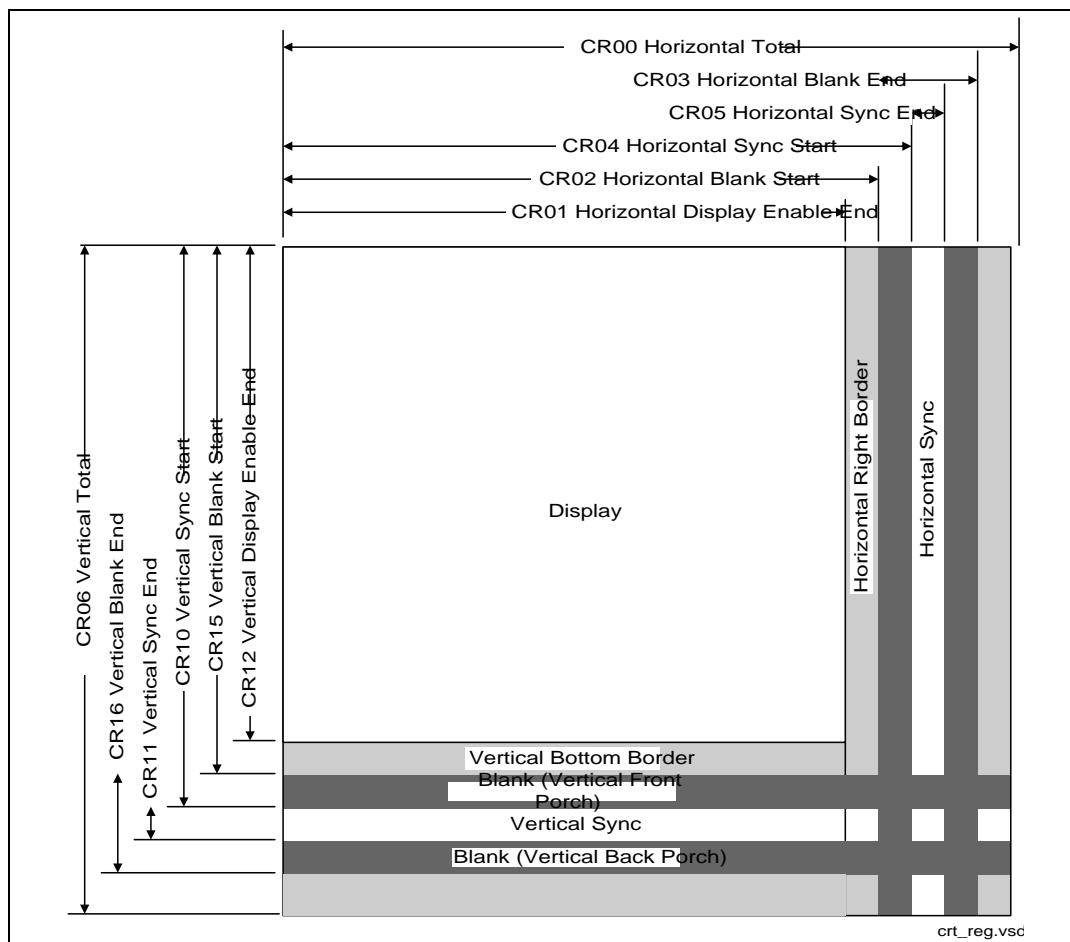 CR00 Horizontal Total
CR03 Horizontal Blank End
CR05 Horizontal Sync End
CR04 Horizontal Sync Start
CR02 Horizontal Blank Start
CR01 Horizontal Display Enable End
CR06 Vertical Total
CR16 Vertical Blank End
CR11 Vertical Sync End
CR10 Vertical Sync Start
CR15 Vertical Blank Start
CR12 Vertical Display Enable End
Display
Horizontal Right Border
Horizontal Sync
Vertical Bottom Border
Blank (Vertical Front
Porch)
Vertical Sync
Blank (Vertical Back Porch)
crt_reg.vsd